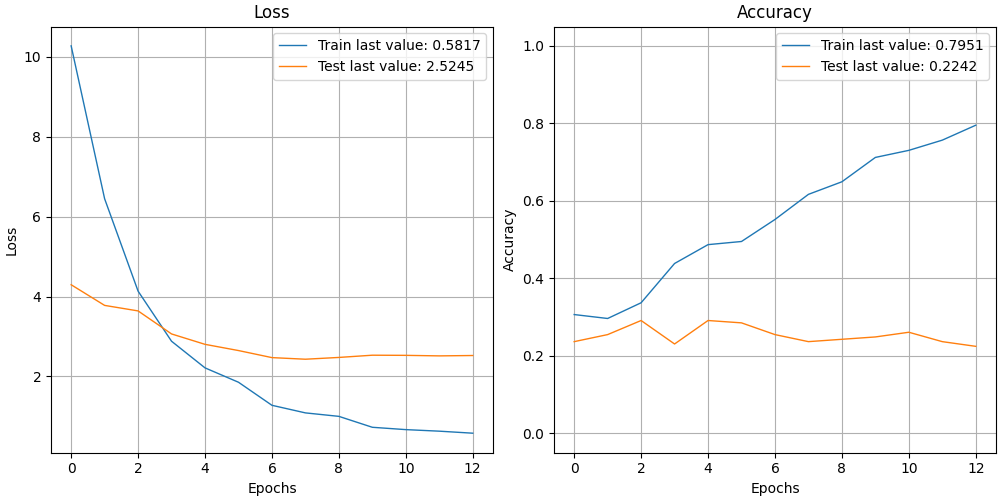 Loss
Train last value: 0.5817
Test last value: 2.5245
10
8
6
4
2
Loss
0
2
4
6
8
10
12
Epochs
Accuracy
Train last value: 0.7951
Test last value: 0.2242
1.0
0.8
0.6
0.4
0.2
0.0
Accuracy
0
2
4
6
8
10
12
Epochs